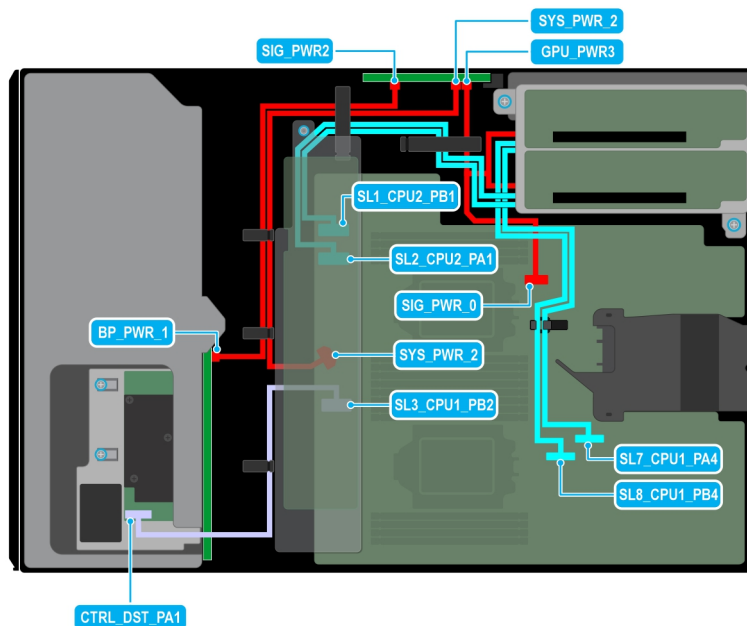 SYS_PWR_2
SIG_PWR2
GPU_PWR3
SL1_CPU2_PB1
SL2_CPU2_PA1
SIG_PWR_0
BP_PWR_1
SYS_PWR_2
SL3_CPU1_PB2
SL7_CPU1_PA4
SL8_CPU1_PB4
CTRL_DST_PA1